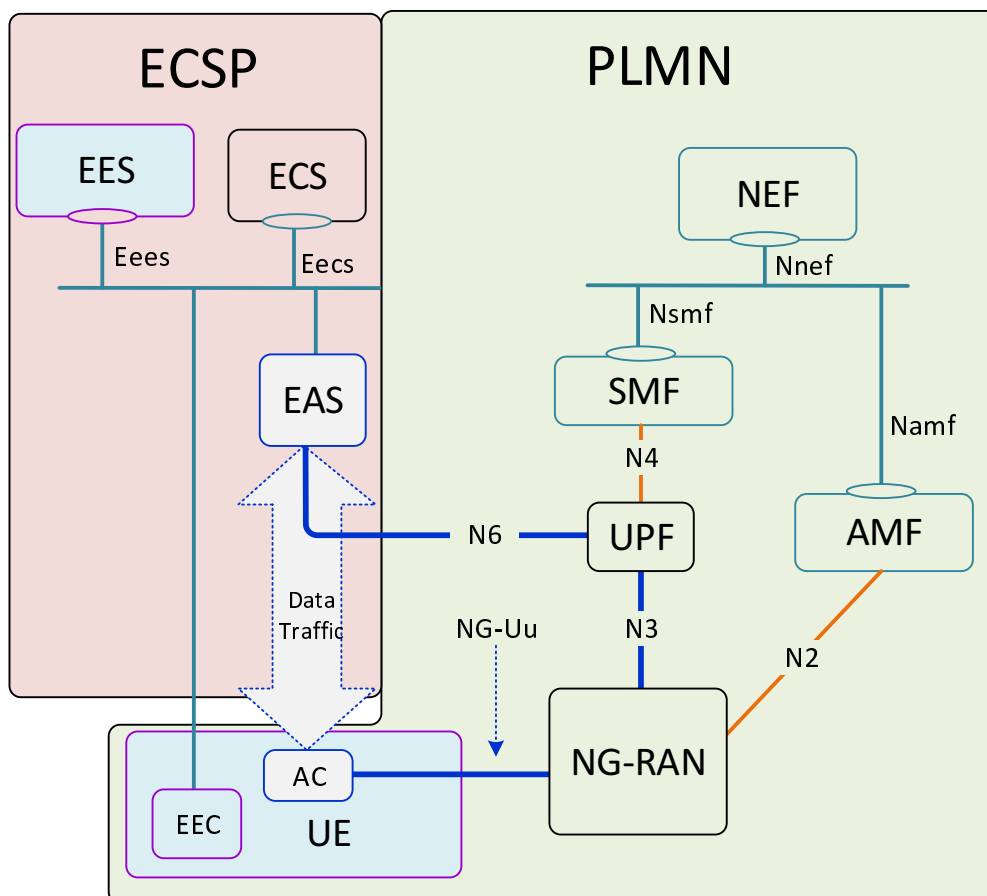 ECSP
PLMN
EES
ECS
NEF
Eees
Eecs
Nnef
Nsmf
EAS
SMF
Namf
N4
N6
UPF
AMF
Data
Traffic
NG-Uu
N3
N2
NG-RAN
AC
EEC
UE